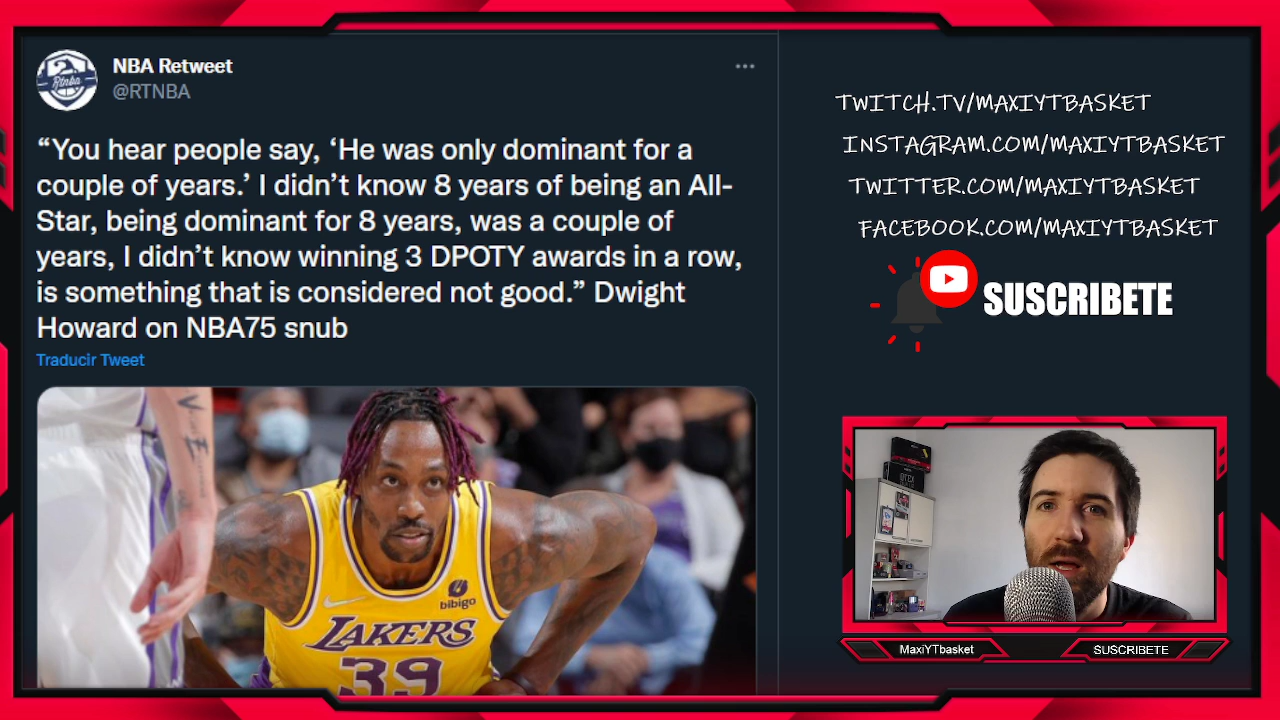 NBA Retweet
@RTNBA
“You hear people say, ‘He was only dominant for a
couple of years.’ I didn’t know 8 years of being an All-
Star, being dominant for 8 years, was a couple of
years, I didn’t know winning 3 DPOTY awards in a row,
is something that is considered not good.” Dwight
Howard on NBA75 snub
Traducir Tweet
bibigo
LAKERS
39
TWITCH.TV/MAXIYTBASKET
INSTAGRAM.COM/MAXIYTBASKET
TWITTER.COM/MAXIYTBASKET
FACEBOOK.COM/MAXIYTBASKET
SUSCRIBETE
MaxiYTbasket
SUSCRIBETE